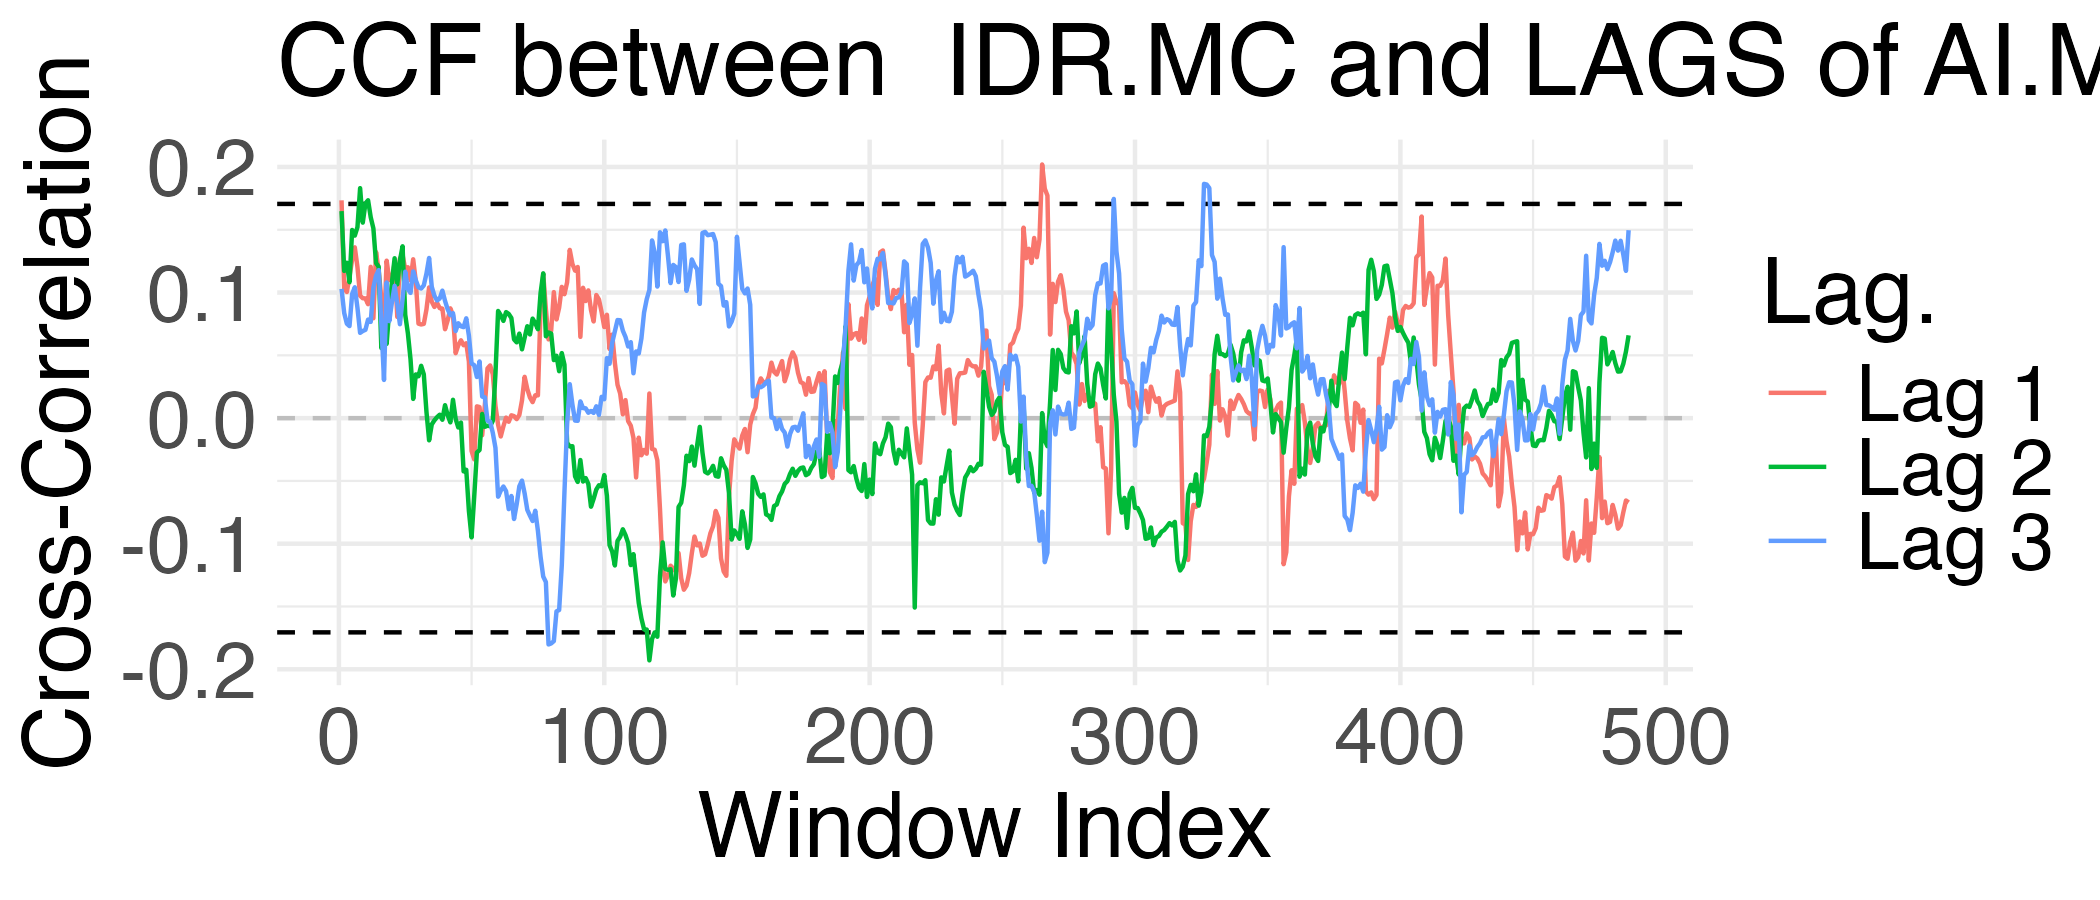 CCF between  IDR.MC and LAGS of AI.M
Cross-Correlation
0.2
0.1
0.0
-0.1
-0.2
0 100 200 300 400 500
Window Index
Lag.
Lag 1
Lag 2
Lag 3